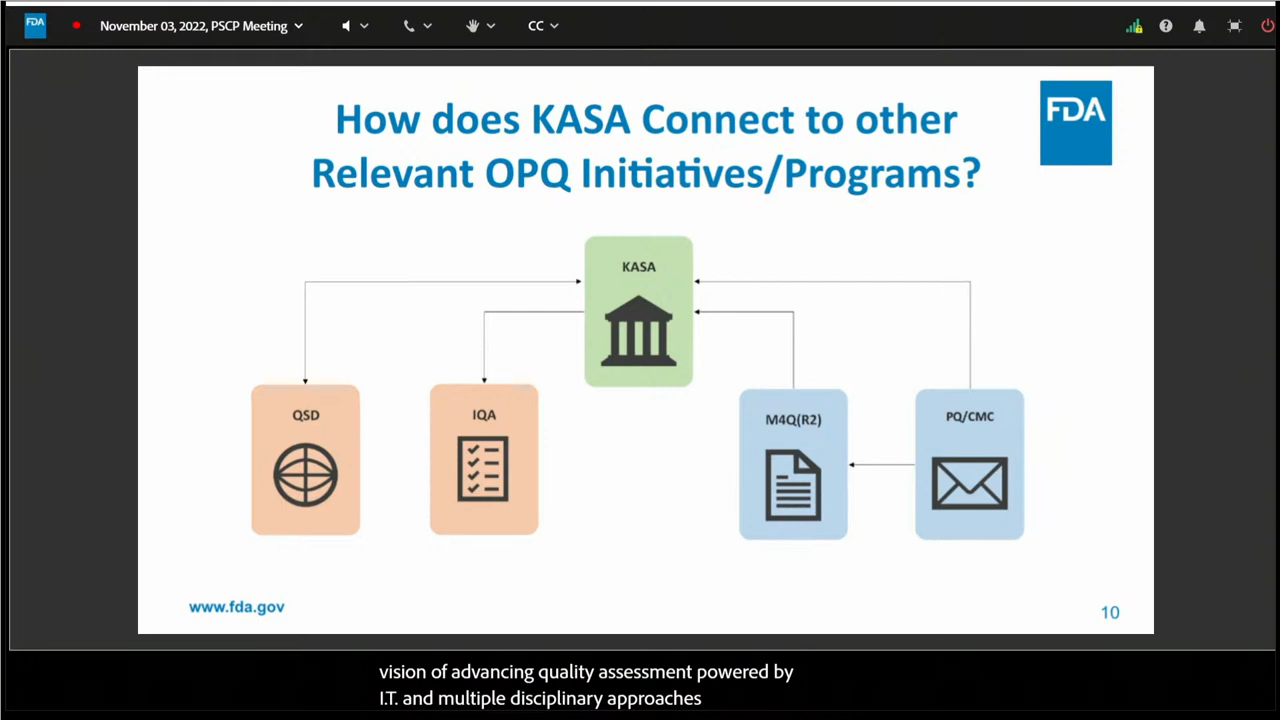 FDA
November 03, 2022, PSCP Meeting
CC
How does KASA Connect to other
Relevant OPQ Initiatives/Programs?
FDA
KASA
QSD
IQA
M4Q(R2)
PQ/CMC
www.fda.gov
10
vision of advancing quality assessment powered by
I.T. and multiple disciplinary approaches